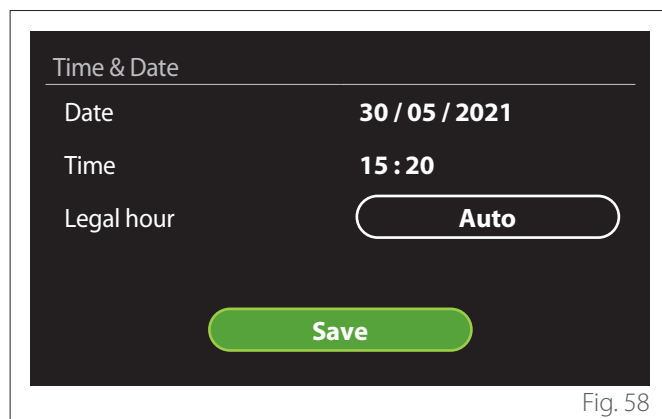 Time & Date
Date 30 / 05 / 2021
Time 15 : 20
Legal hour Auto
Save
Fig. 58